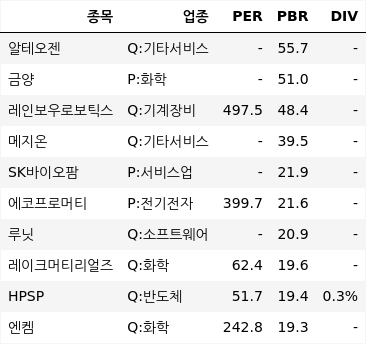 종목 업종 PER PBR DIV
알테오젠 Q:기타서비스 - 55.7 -
금양 P:화학 - 51.0 -
레인보우로보틱스 Q:기계장비 497.5 48.4 -
메지온 Q:기타서비스 - 39.5 -
SK바이오팜 P:서비스업 - 21.9 -
에코프로머티 P:전기전자 399.7 21.6 -
루닛 Q:소프트웨어 - 20.9 -
레이크머티리얼즈 Q:화학 62.4 19.6 -
HPSP Q:반도체 51.7 19.4 0.3%
엔켐 Q:화학 242.8 19.3 -